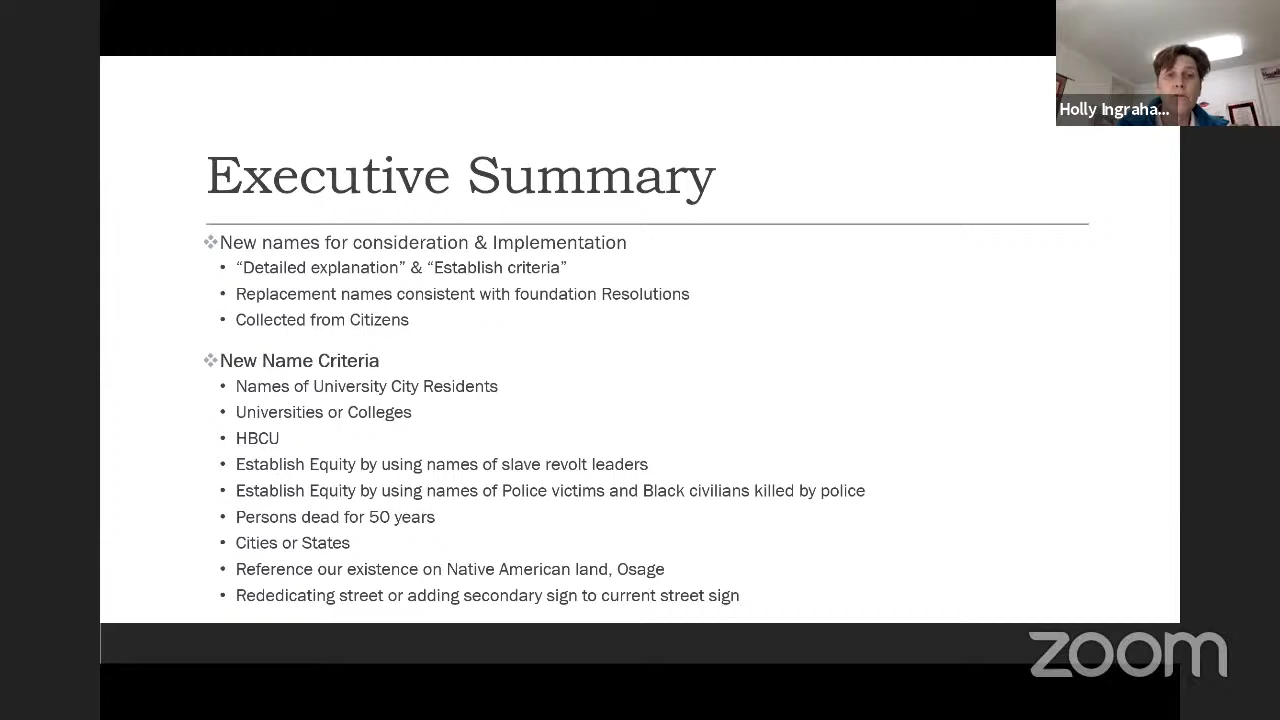 Holly Ingraha...
Executive Summary
New names for consideration & Implementation
• “Detailed explanation” & “Establish criteria”
• Replacement names consistent with foundation Resolutions
• Collected from Citizens
New Name Criteria
• Names of University City Residents
• Universities or Colleges
• HBCU
• Establish Equity by using names of slave revolt leaders
• Establish Equity by using names of Police victims and Black civilians killed by police
• Persons dead for 50 years
• Cities or States
• Reference our existence on Native American land, Osage
• Rededicating street or adding secondary sign to current street sign
zoom